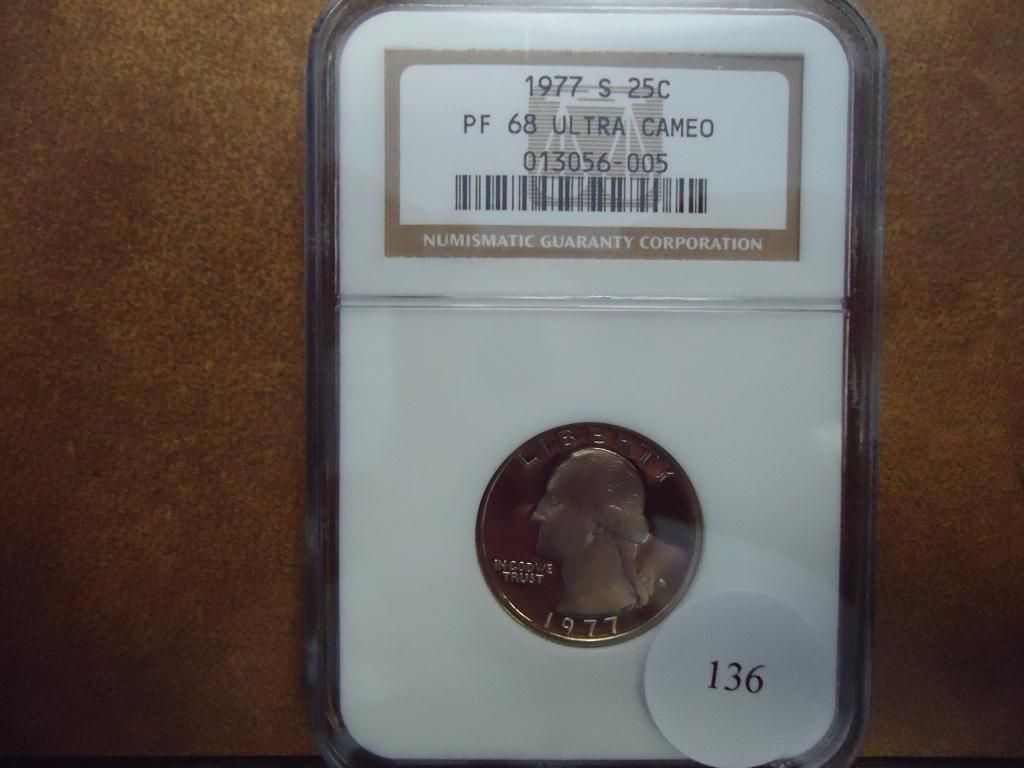 1977 S 25C
PF 68 ULTRA CAMEO
013056-005
NUMISMATIC GUARANTY CORPORATION
LIBERTY
IN GOD WE
TRUST
1977
136